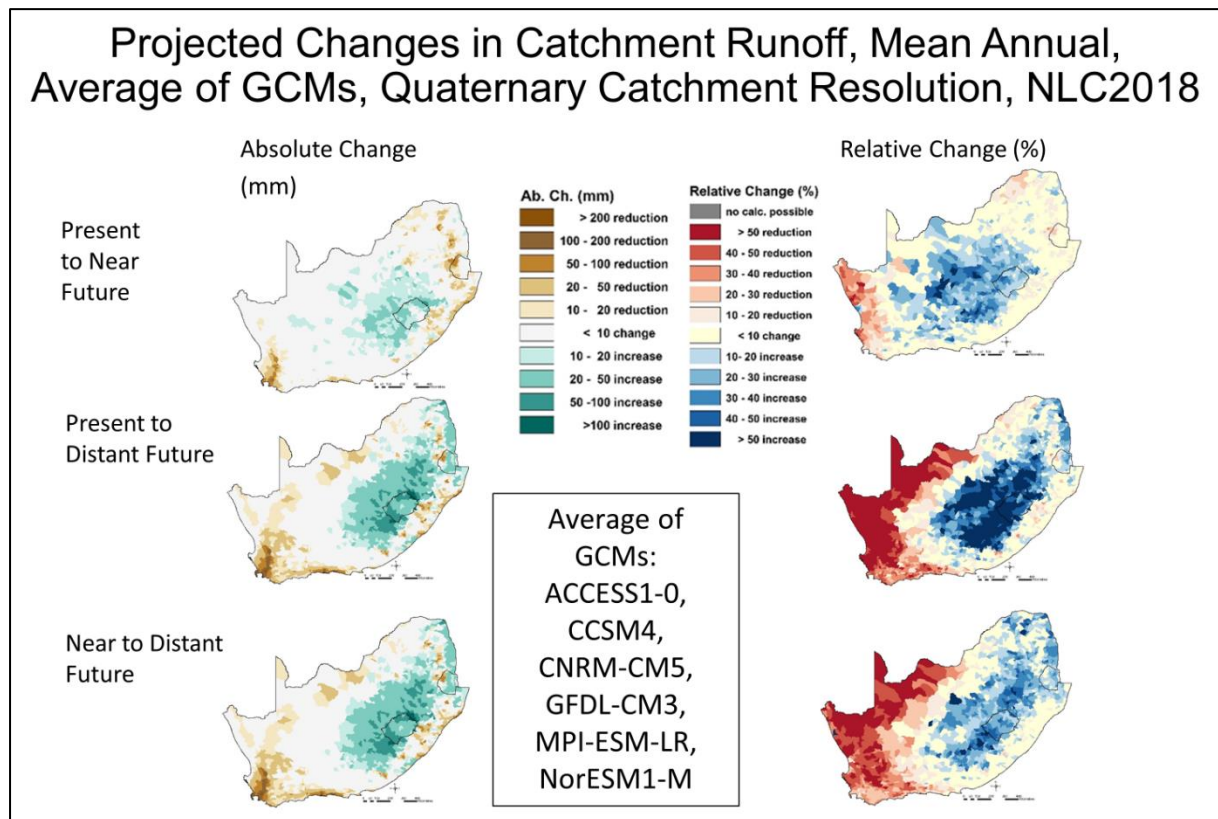 Projected Changes in Catchment Runoff, Mean Annual,
Average of GCMs, Quaternary Catchment Resolution, NLC2018
Absolute Change
(mm)
Relative Change (%)
Present
to Near
Future
Ab. Ch. (mm)
> 200 reduction
100 - 200 reduction
50 - 100 reduction
20 - 50 reduction
10 - 20 reduction
< 10 change
10 - 20 increase
20 - 50 increase
50 -100 increase
>100 increase
Relative Change (%)
no calc. possible
> 50 reduction
40 - 50 reduction
30 - 40 reduction
20 - 30 reduction
10 - 20 reduction
< 10 change
10- 20 increase
20 - 30 increase
30 - 40 increase
40 - 50 increase
> 50 increase
Present to
Distant Future
Average of
GCMs:
ACCESS1-0,
CCSM4,
CNRM-CM5,
GFDL-CM3,
MPI-ESM-LR,
NorESM1-M
Near to Distant
Future